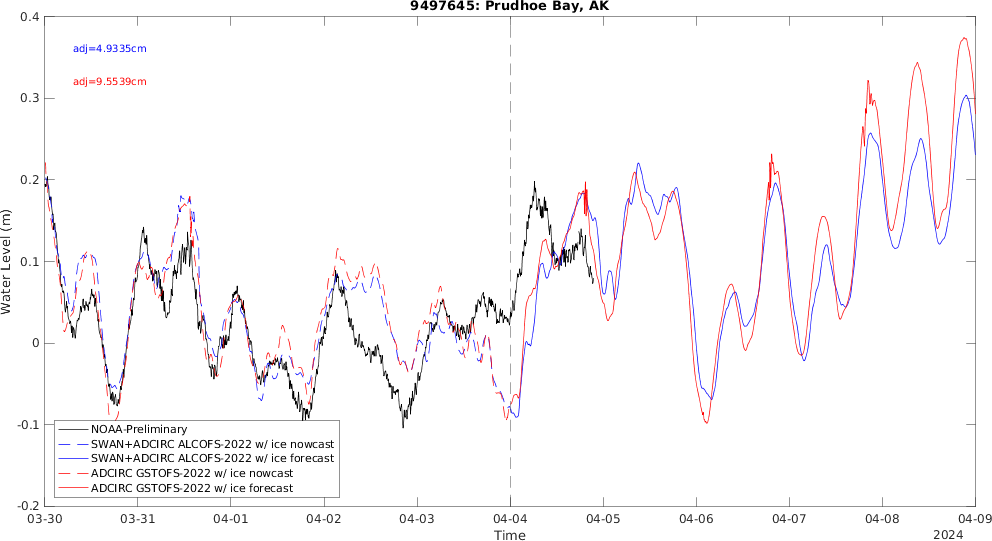 9497645: Prudhoe Bay, AK
adj=4.9335cm
adj=9.5539cm
Water Level (m)
0.4
0.3
0.2
0.1
0
-0.1
-0.2
NOAA-Preliminary
SWAN+ADCIRC ALCOFS-2022 w/ ice nowcast
SWAN+ADCIRC ALCOFS-2022 w/ ice forecast
ADCIRC GSTOFS-2022 w/ ice nowcast
ADCIRC GSTOFS-2022 w/ ice forecast
03-30 03-31 04-01 04-02 04-03 04-04 04-05 04-06 04-07 04-08 04-09
Time
2024